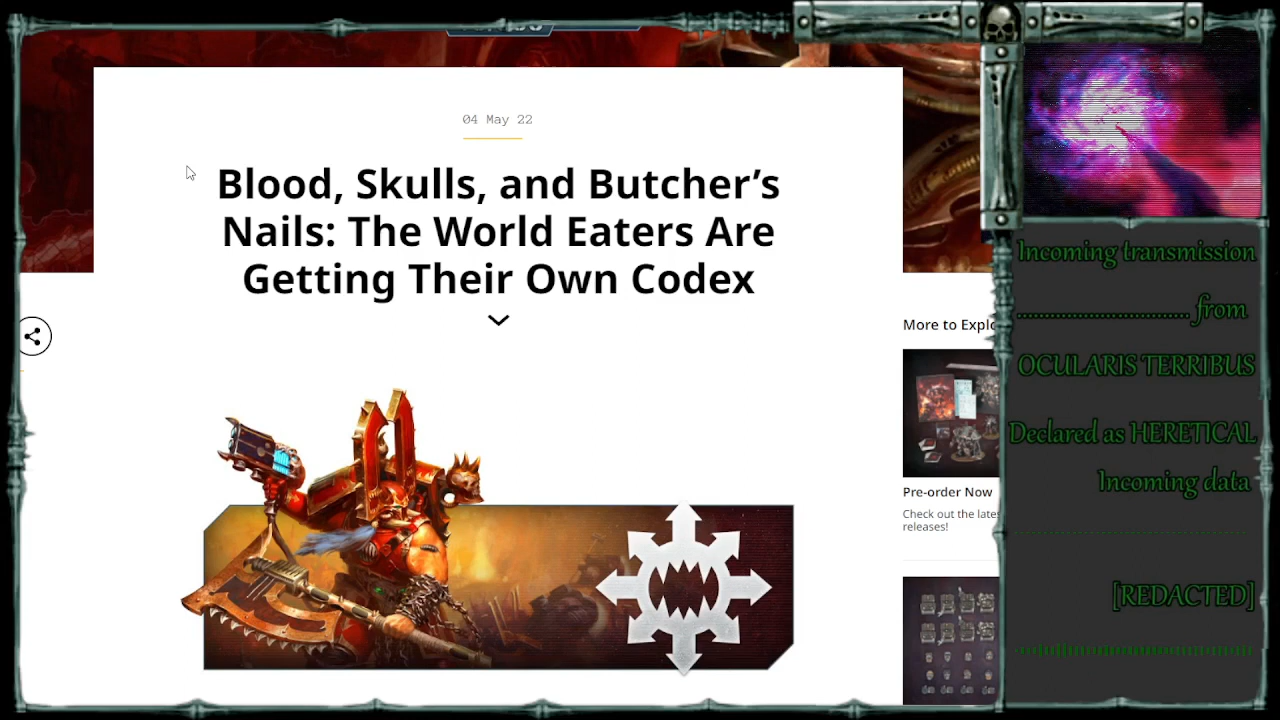 04 May 22
Blood, Skulls, and Butcher's
Nails: The World Eaters Are
Getting Their Own Codex
More to Explo
Pre-order Now
Check out the lates
releases!
Incoming transmission
from
OCULARIS TERRIBUS
Declared as HERETICAL
Incoming data
[REDACTED]